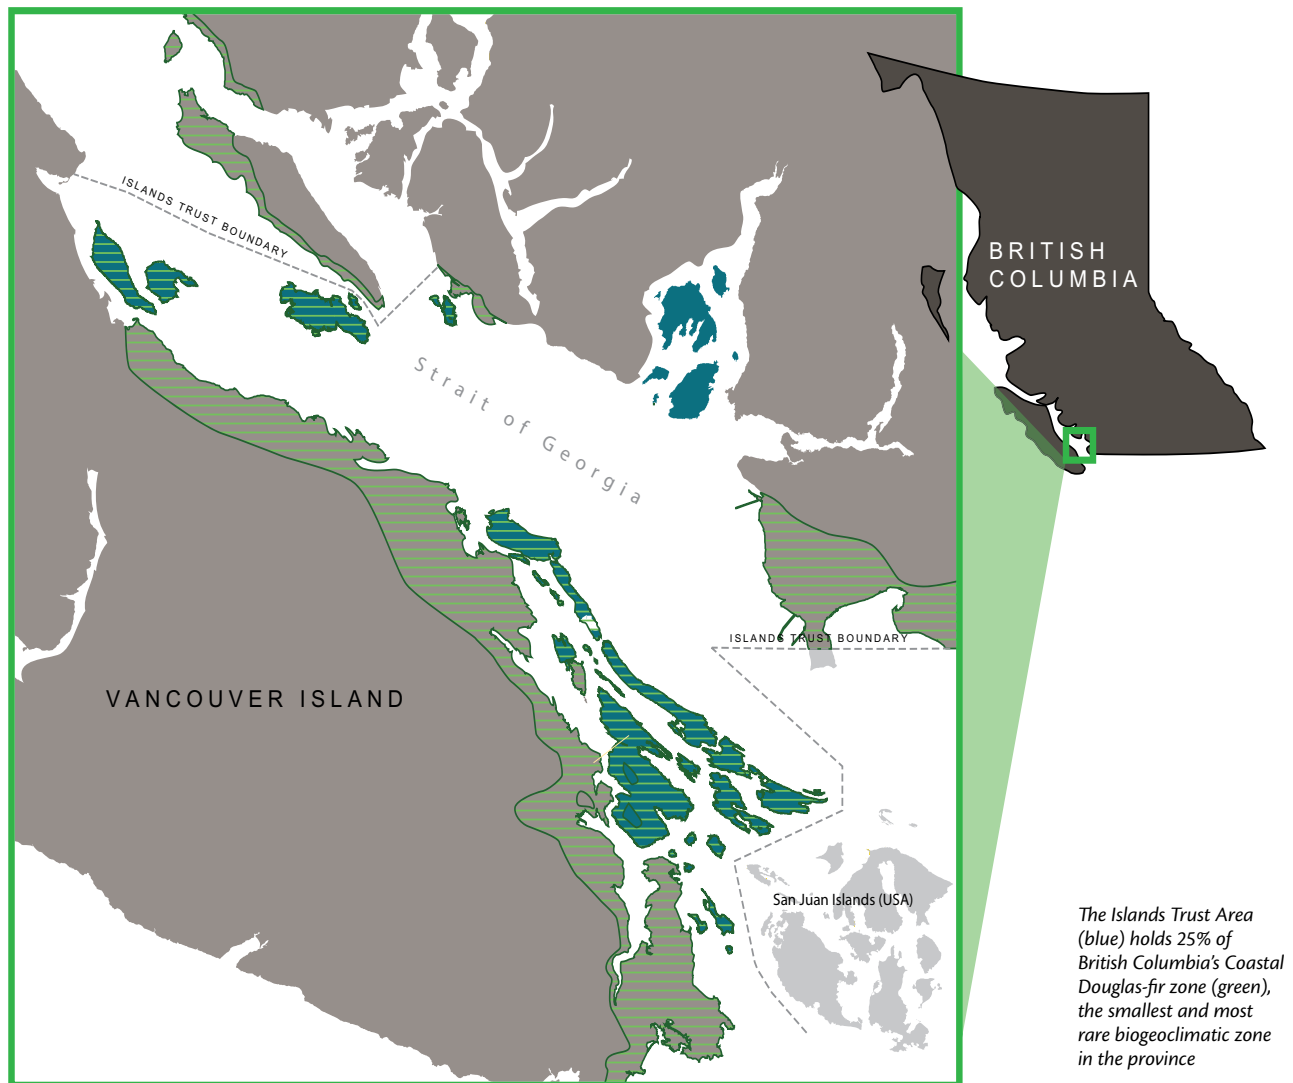 ISLANDS TRUST BOUNDARY
BRITISH
COLUMBIA
Strait of Georgia
ISLANDS TRUST BOUNDARY
VANCOUVER ISLAND
San Juan Islands (USA)
The Islands Trust Area
(blue) holds 25% of
British Columbia's Coastal
Douglas-fir zone (green),
the smallest and most
rare biogeoclimatic zone
in the province